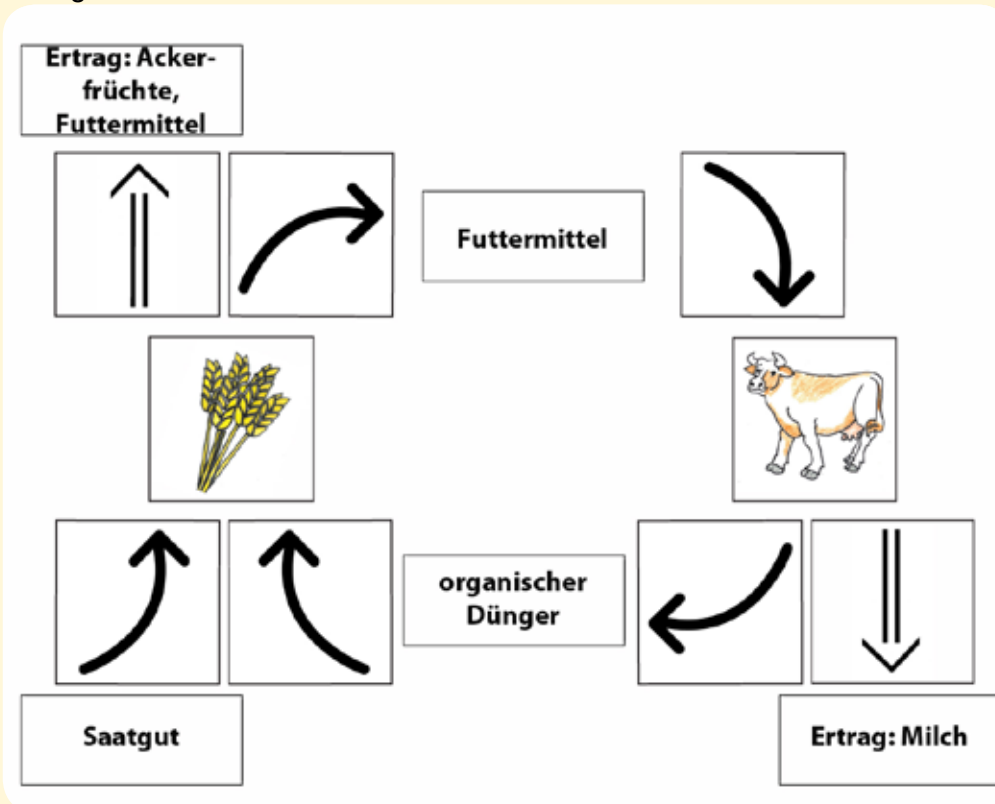 Ertrag: Acker-
früchte,
Futtermittel
Futtermittel
organischer
Dünger
Saatgut
Ertrag: Milch